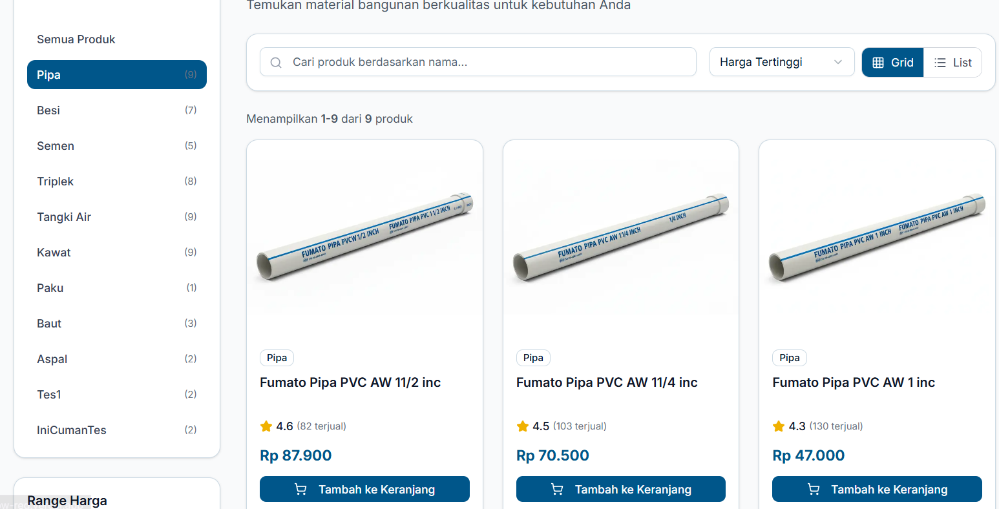 Temukan material bangunan berkualitas untuk kebutuhan Anda
Semua Produk
Pipa (9)
Besi (7)
Semen (5)
Triplek (8)
Tangki Air (9)
Kawat (9)
Paku (1)
Baut (3)
Aspal (2)
Tes1 (2)
IniCumanTes (2)
Range Harga
Cari produk berdasarkan nama...
Harga Tertinggi
Grid
List
Menampilkan 1-9 dari 9 produk
FUMATO PIPA PVCW 1/2 INCH
FUMATO PIPA PVC 11/2 INCH
Pipa
Fumato Pipa PVC AW 11/2 inc
4.6 (82 terjual)
Rp 87.900
Tambah ke Keranjang
FUMATO PIPA PVC AW 11/4 INCH
1/4 INCH
Pipa
Fumato Pipa PVC AW 11/4 inc
4.5 (103 terjual)
Rp 70.500
Tambah ke Keranjang
FUMATO PIPA PVC AW 1 INCH
FUMATO PIPA PVC AW 1 INCH
Pipa
Fumato Pipa PVC AW 1 inc
4.3 (130 terjual)
Rp 47.000
Tambah ke Keranjang